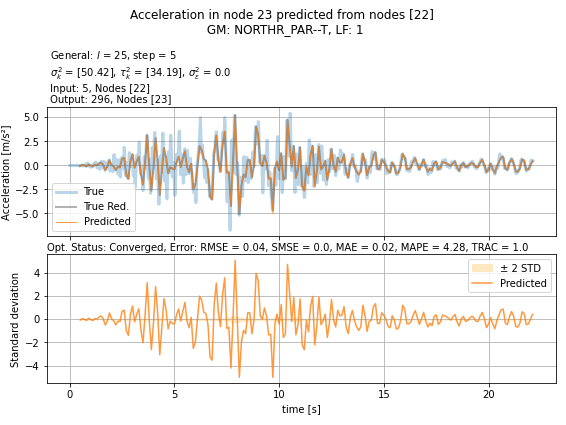 Acceleration in node 23 predicted from nodes [22]
GM: NORTHR_PAR--T, LF: 1
General: l = 25, step = 5
σ²ₖ = [50.42], τ²ₖ = [34.19], σ²ε = 0.0
Input: 5, Nodes [22]
Output: 296, Nodes [23]
Acceleration [m/s²]
5.0
2.5
0.0
−2.5
−5.0
True
True Red.
Predicted
Opt. Status: Converged, Error: RMSE = 0.04, SMSE = 0.0, MAE = 0.02, MAPE = 4.28, TRAC = 1.0
Standard deviation
4
2
0
−2
−4
± 2 STD
Predicted
0 5 10 15 20
time [s]